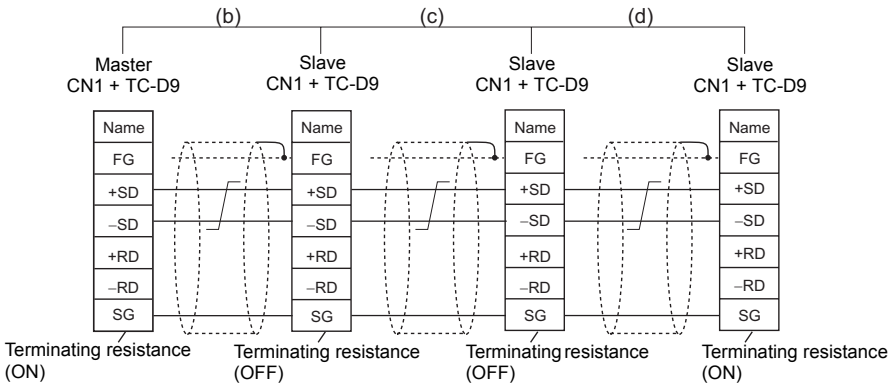 (b) (c) (d)
Master Slave Slave Slave
CN1 + TC-D9 CN1 + TC-D9 CN1 + TC-D9 CN1 + TC-D9
Name Name Name Name
FG FG FG FG
+SD +SD +SD +SD
–SD –SD –SD –SD
+RD +RD +RD +RD
–RD –RD –RD –RD
SG SG SG SG
Terminating resistance Terminating resistance Terminating resistance Terminating resistance
(ON) (OFF) (OFF) (ON)